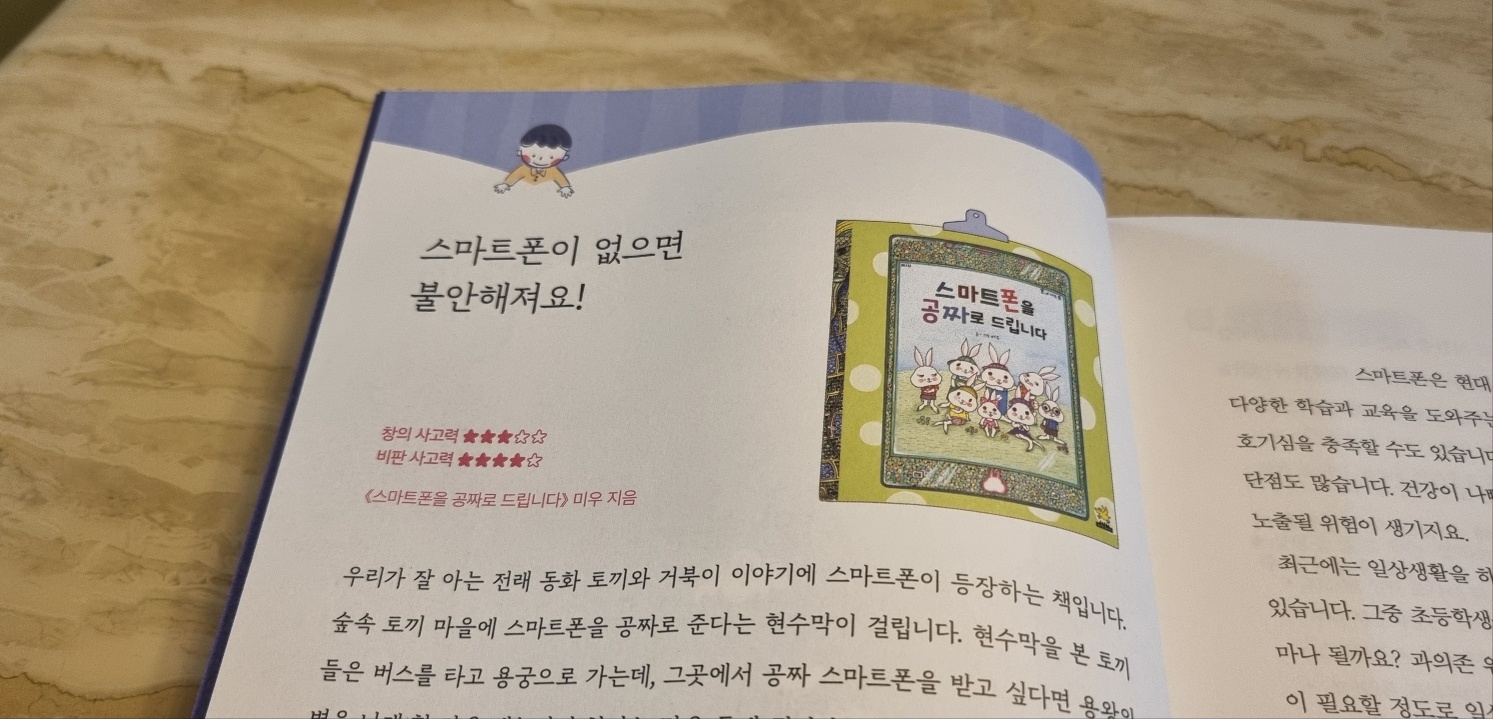 스마트폰이 없으면
불안해져요!
스마트폰을
공짜로 드립니다
창의 사고력 ★★★☆☆
비판 사고력 ★★★★☆
《스마트폰을 공짜로 드립니다》 미우 지음
우리가 잘 아는 전래 동화 토끼와 거북이 이야기에 스마트폰이 등장하는 책입니다.
숲속 토끼 마을에 스마트폰을 공짜로 준다는 현수막이 걸립니다. 현수막을 본 토끼
들은 버스를 타고 용궁으로 가는데, 그곳에서 공짜 스마트폰을 받고 싶다면 용왕의
스마트폰은 현대
다양한 학습과 교육을 도와주는
호기심을 충족할 수도 있습니다
단점도 많습니다. 건강이 나빠
노출될 위험이 생기지요.
최근에는 일상생활을 하
있습니다. 그중 초등학생
마나 될까요? 과의존 위
이 필요할 정도로 일상